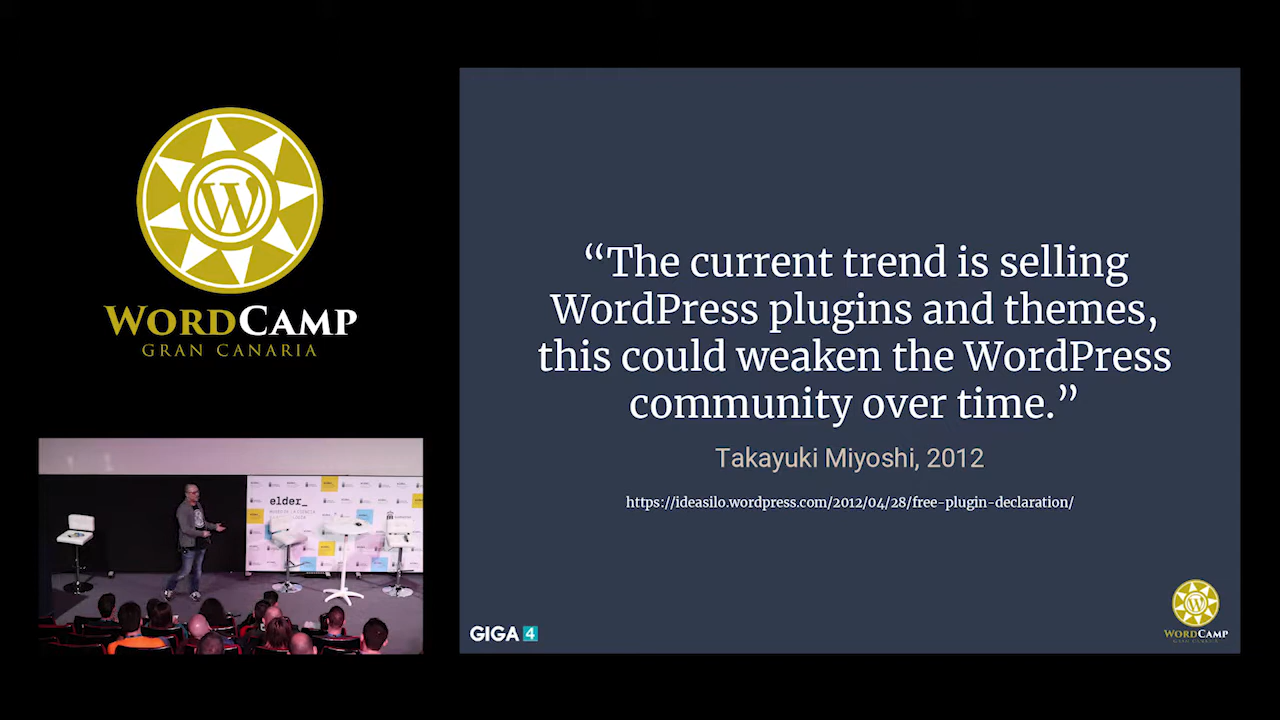 WORDCAMP
GRAN CANARIA
elder_
“The current trend is selling
WordPress plugins and themes,
this could weaken the WordPress
community over time.”
Takayuki Miyoshi, 2012
https://ideasilo.wordpress.com/2012/04/28/free-plugin-declaration/
GIGA 4
WORDCAMP